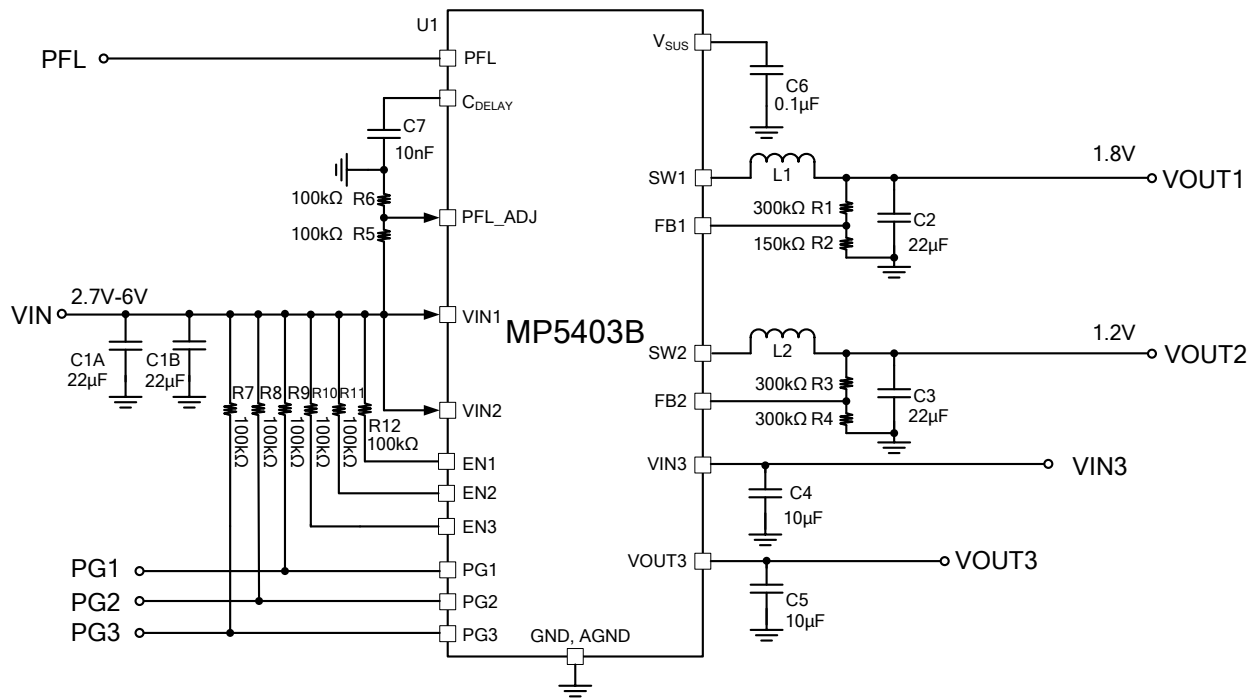 U1
PFL
PFL
C_DELAY
C7
10nF
100kΩ R6
100kΩ R5
PFL_ADJ
VIN
2.7V-6V
VIN1
C1A
22µF
C1B
22µF
R7
R8
R9
R10
R11
100kΩ
100kΩ
100kΩ
100kΩ
100kΩ
VIN2
R12
100kΩ
EN1
EN2
EN3
PG1
PG1
PG2
PG2
PG3
PG3
MP5403B
GND, AGND
V_SUS
C6
0.1µF
SW1
L1
1.8V
VOUT1
300kΩ R1
FB1
150kΩ R2
C2
22µF
SW2
L2
1.2V
VOUT2
300kΩ R3
FB2
300kΩ R4
C3
22µF
VIN3
VIN3
C4
10µF
VOUT3
VOUT3
C5
10µF